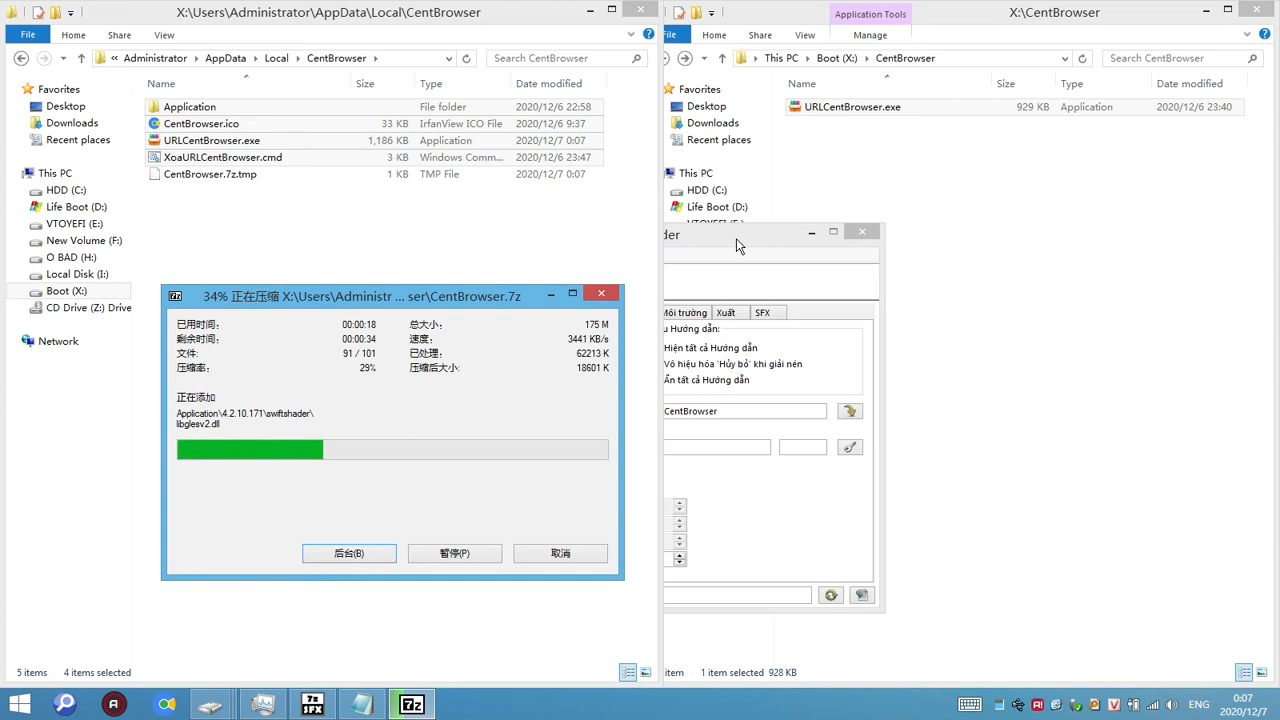 X:\Users\Administrator\AppData\Local\CentBrowser
File
Home
Share
View
Administrator
AppData
Local
CentBrowser
Search CentBrowser
Favorites
Desktop
Downloads
Recent places
This PC
HDD (C:)
Life Boot (D:)
VTOYEFI (E:)
New Volume (F:)
O BAD (H:)
Local Disk (I:)
Boot (X:)
CD Drive (Z:) Drive
Network
Name Size Type Date modified
Application File folder 2020/12/6 22:58
CentBrowser.ico 33 KB IrfanView ICO File 2020/12/6 9:37
URLCentBrowser.exe 1,186 KB Application 2020/12/7 0:07
XoaURLCentBrowser.cmd 3 KB Windows Comm... 2020/12/6 23:47
CentBrowser.7z.tmp 1 KB TMP File 2020/12/7 0:07
7z 34% 正在压缩 X:\Users\Administr ... ser\CentBrowser.7z
已用时间: 00:00:18 总大小: 175 M
剩余时间: 00:00:34 速度: 3441 KB/s
文件: 91 / 101 已处理: 62213 K
压缩率: 29% 压缩后大小: 18601 K
正在添加
Application\4.2.10.171\swiftshader\
libglesv2.dll
后台(B)
暂停(P)
取消
5 items 4 items selected
Application Tools
X:\CentBrowser
ile
Home
Share
View
Manage
This PC
Boot (X:)
CentBrowser
Search CentBrowser
Favorites
Desktop
Downloads
Recent places
This PC
HDD (C:)
Life Boot (D:)
VTOYEFI (E:)
Name Size Type Date modified
URLCentBrowser.exe 929 KB Application 2020/12/6 23:40
der
Môi trường
Xuất
SFX
u Hướng dẫn:
Hiện tất cả Hướng dẫn
Vô hiệu hóa 'Hủy bỏ' khi giải nén
Ẩn tất cả Hướng dẫn
CentBrowser
item 1 item selected 928 KB
7z
SFX
7z
ENG
0:07
2020/12/7